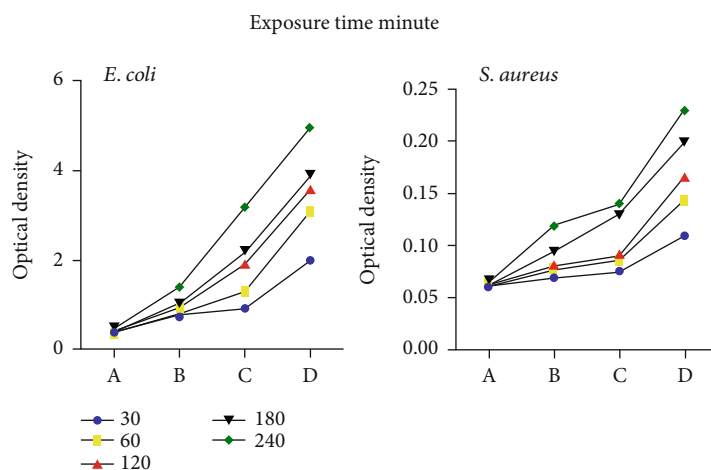 Exposure time minute
E. coli
Optical density
6
4
2
0
A B C D
S. aureus
Optical density
0.25
0.20
0.15
0.10
0.05
0.00
A B C D
30 180
60 240
120